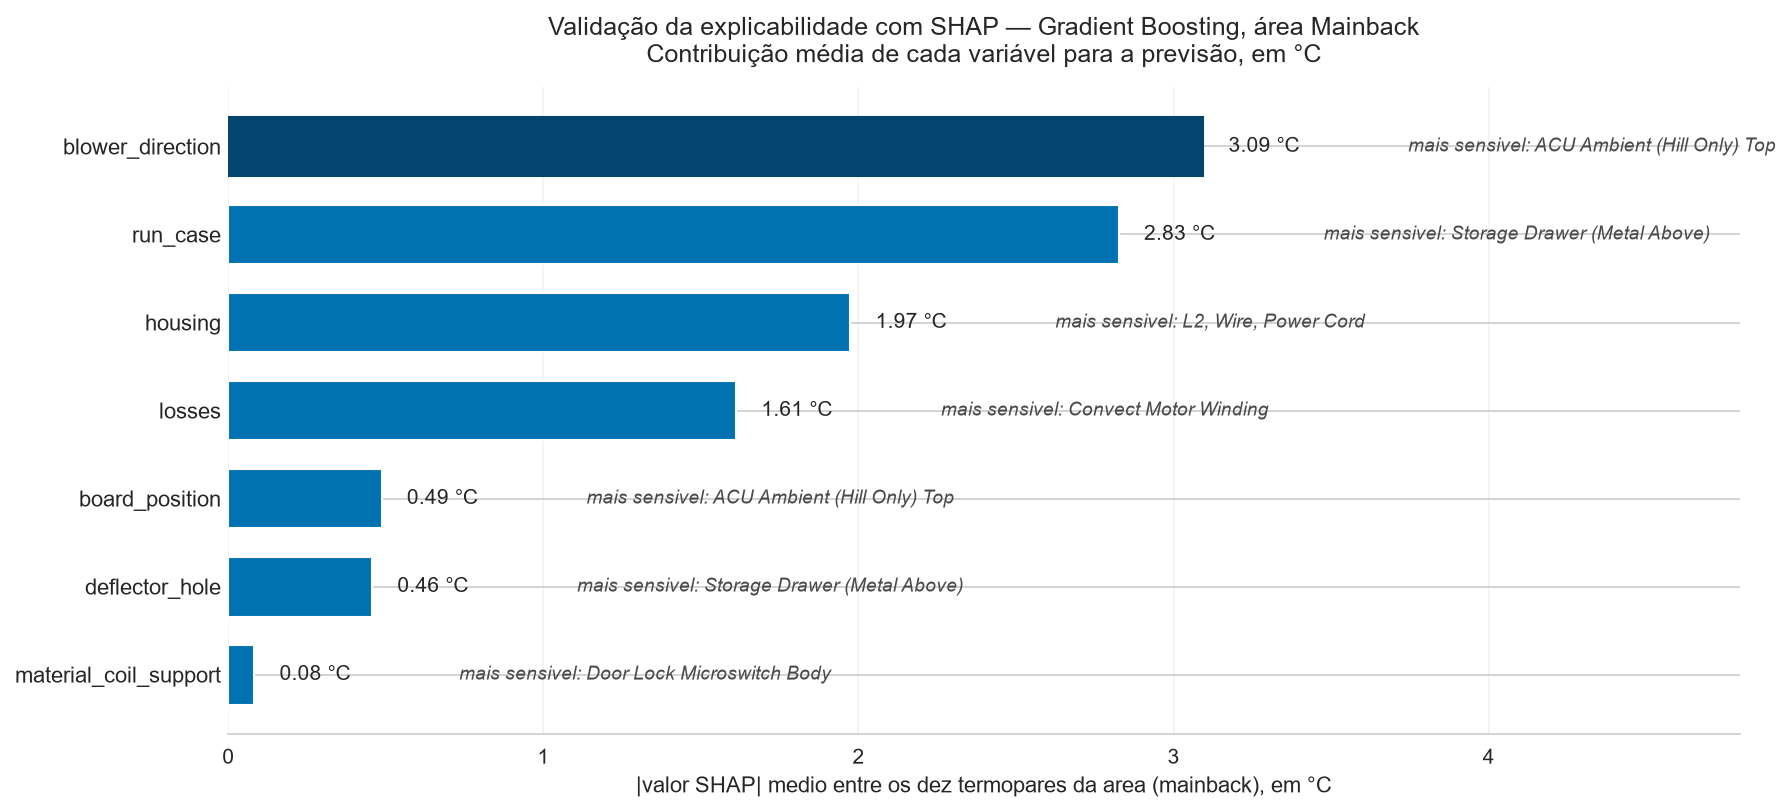 Validação da explicabilidade com SHAP — Gradient Boosting, área Mainback
Contribuição média de cada variável para a previsão, em °C
blower_direction 3.09 °C mais sensivel: ACU Ambient (Hill Only) Top
run_case 2.83 °C mais sensivel: Storage Drawer (Metal Above)
housing 1.97 °C mais sensivel: L2, Wire, Power Cord
losses 1.61 °C mais sensivel: Convect Motor Winding
board_position 0.49 °C mais sensivel: ACU Ambient (Hill Only) Top
deflector_hole 0.46 °C mais sensivel: Storage Drawer (Metal Above)
material_coil_support 0.08 °C mais sensivel: Door Lock Microswitch Body
0 1 2 3 4
|valor SHAP| medio entre os dez termopares da area (mainback), em °C